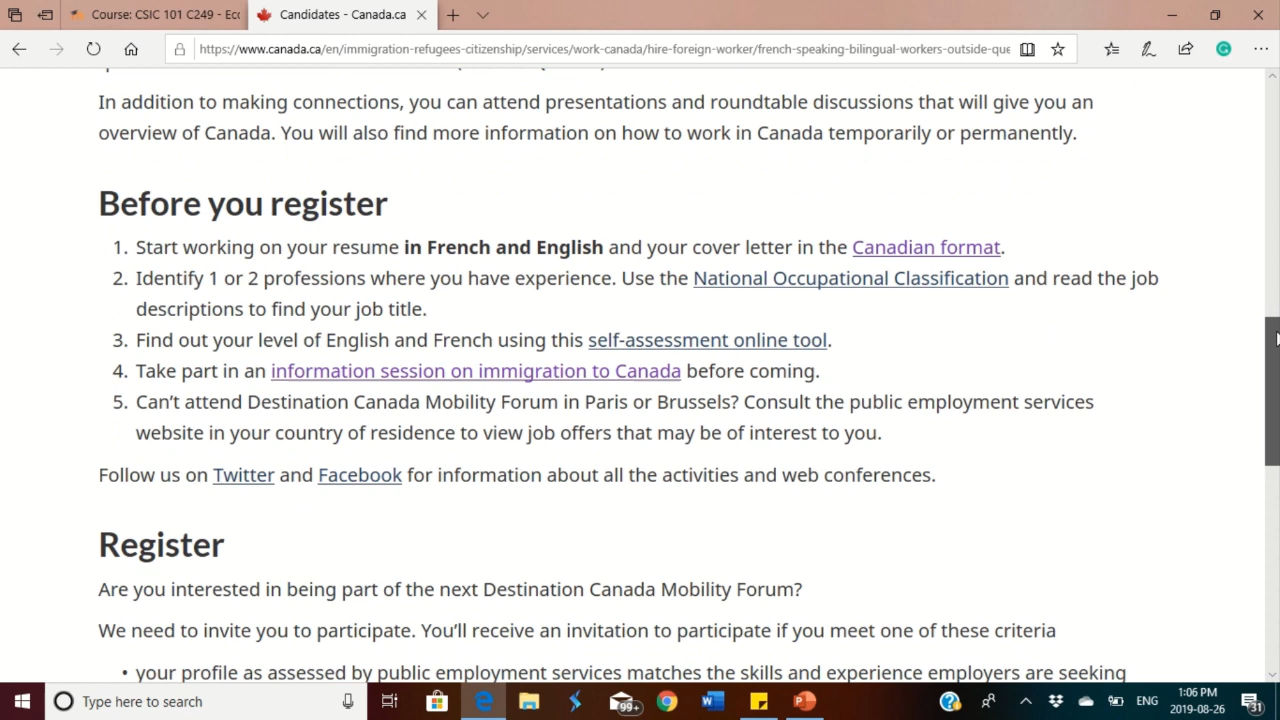 Course: CSIC 101 C249 - Ecc
Candidates - Canada.ca
https://www.canada.ca/en/immigration-refugees-citizenship/services/work-canada/hire-foreign-worker/french-speaking-bilingual-workers-outside-que
In addition to making connections, you can attend presentations and roundtable discussions that will give you an
overview of Canada. You will also find more information on how to work in Canada temporarily or permanently.
Before you register
1. Start working on your resume in French and English and your cover letter in the Canadian format.
2. Identify 1 or 2 professions where you have experience. Use the National Occupational Classification and read the job
descriptions to find your job title.
3. Find out your level of English and French using this self-assessment online tool.
4. Take part in an information session on immigration to Canada before coming.
5. Can't attend Destination Canada Mobility Forum in Paris or Brussels? Consult the public employment services
website in your country of residence to view job offers that may be of interest to you.
Follow us on Twitter and Facebook for information about all the activities and web conferences.
Register
Are you interested in being part of the next Destination Canada Mobility Forum?
We need to invite you to participate. You'll receive an invitation to participate if you meet one of these criteria
• your profile as assessed by public employment services matches the skills and experience employers are seeking
Type here to search
99+
ENG
1:06 PM
2019-08-26
31